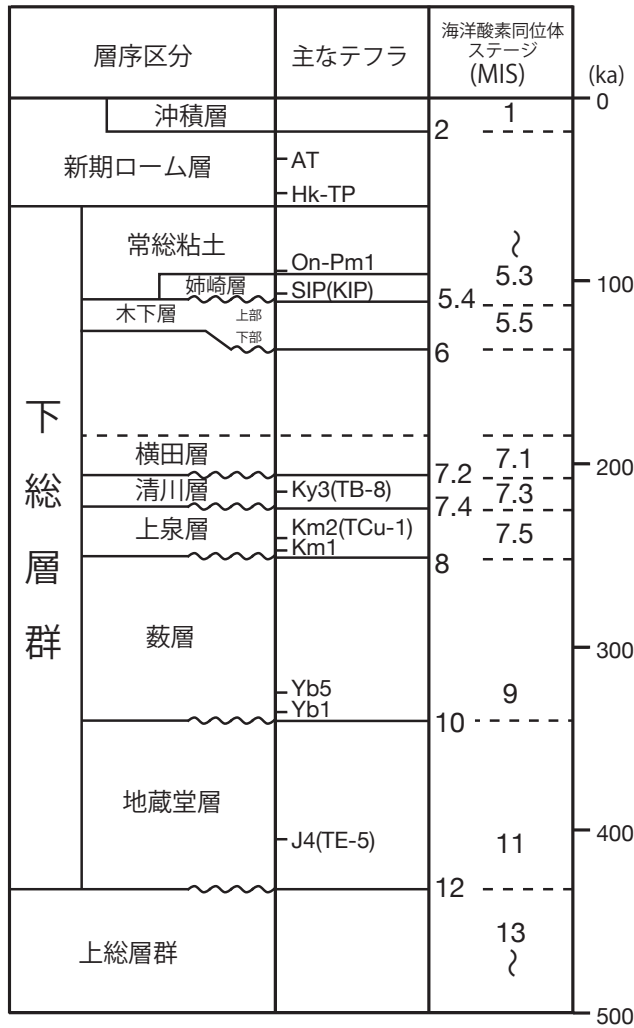 層序区分
主なテフラ
海洋酸素同位体
ステージ
(MIS)
(ka)
0
沖積層
1
2
新期ローム層
AT
Hk-TP
常総粘土
～
On-Pm1
5.3
姉崎層
SIP(KIP)
100
5.4
木下層
上部
下部
5.5
6
下総層群
横田層
7.1
200
7.2
清川層
Ky3(TB-8)
7.3
7.4
上泉層
Km2(TCu-1)
Km1
7.5
8
薮層
300
Yb5
Yb1
9
10
地蔵堂層
J4(TE-5)
11
400
12
上総層群
13
～
500